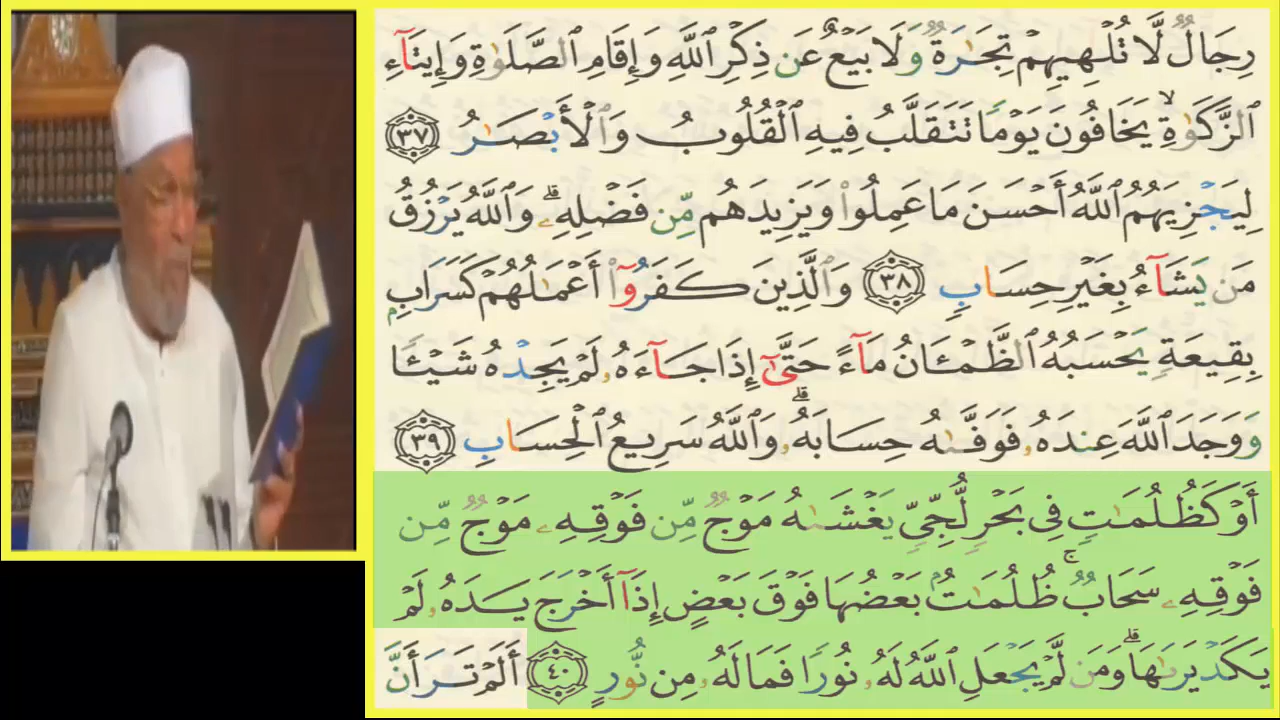 رِجَالٌ لَّا تُلْهِيهِمْ تِجَٰرَةٌ وَلَا بَيْعٌ عَن ذِكْرِ ٱللَّهِ وَإِقَامِ ٱلصَّلَوٰةِ وَإِيتَآءِ
ٱلزَّكَوٰةِ ۙ يَخَافُونَ يَوْمًا تَتَقَلَّبُ فِيهِ ٱلْقُلُوبُ وَٱلْأَبْصَٰرُ ٣٧
لِيَجْزِيَهُمُ ٱللَّهُ أَحْسَنَ مَا عَمِلُوا۟ وَيَزِيدَهُم مِّن فَضْلِهِۦ ۗ وَٱللَّهُ يَرْزُقُ
مَن يَشَآءُ بِغَيْرِ حِسَابٍ ٣٨ وَٱلَّذِينَ كَفَرُوٓا۟ أَعْمَٰلُهُمْ كَسَرَابٍۭ
بِقِيعَةٍ يَحْسَبُهُ ٱلظَّمْـَٔانُ مَآءً حَتَّىٰٓ إِذَا جَآءَهُۥ لَمْ يَجِدْهُ شَيْـًٔا
وَوَجَدَ ٱللَّهَ عِندَهُۥ فَوَفَّىٰهُ حِسَابَهُۥ ۗ وَٱللَّهُ سَرِيعُ ٱلْحِسَابِ ٣٩
أَوْ كَظُلُمَٰتٍ فِى بَحْرٍ لُّجِّىٍّ يَغْشَىٰهُ مَوْجٌ مِّن فَوْقِهِۦ مَوْجٌ مِّن
فَوْقِهِۦ سَحَابٌ ۚ ظُلُمَٰتٌۢ بَعْضُهَا فَوْقَ بَعْضٍ إِذَآ أَخْرَجَ يَدَهُۥ لَمْ
يَكَدْ يَرَىٰهَا ۗ وَمَن لَّمْ يَجْعَلِ ٱللَّهُ لَهُۥ نُورًا فَمَا لَهُۥ مِن نُّورٍ ٤٠ أَلَمْ تَرَ أَنَّ